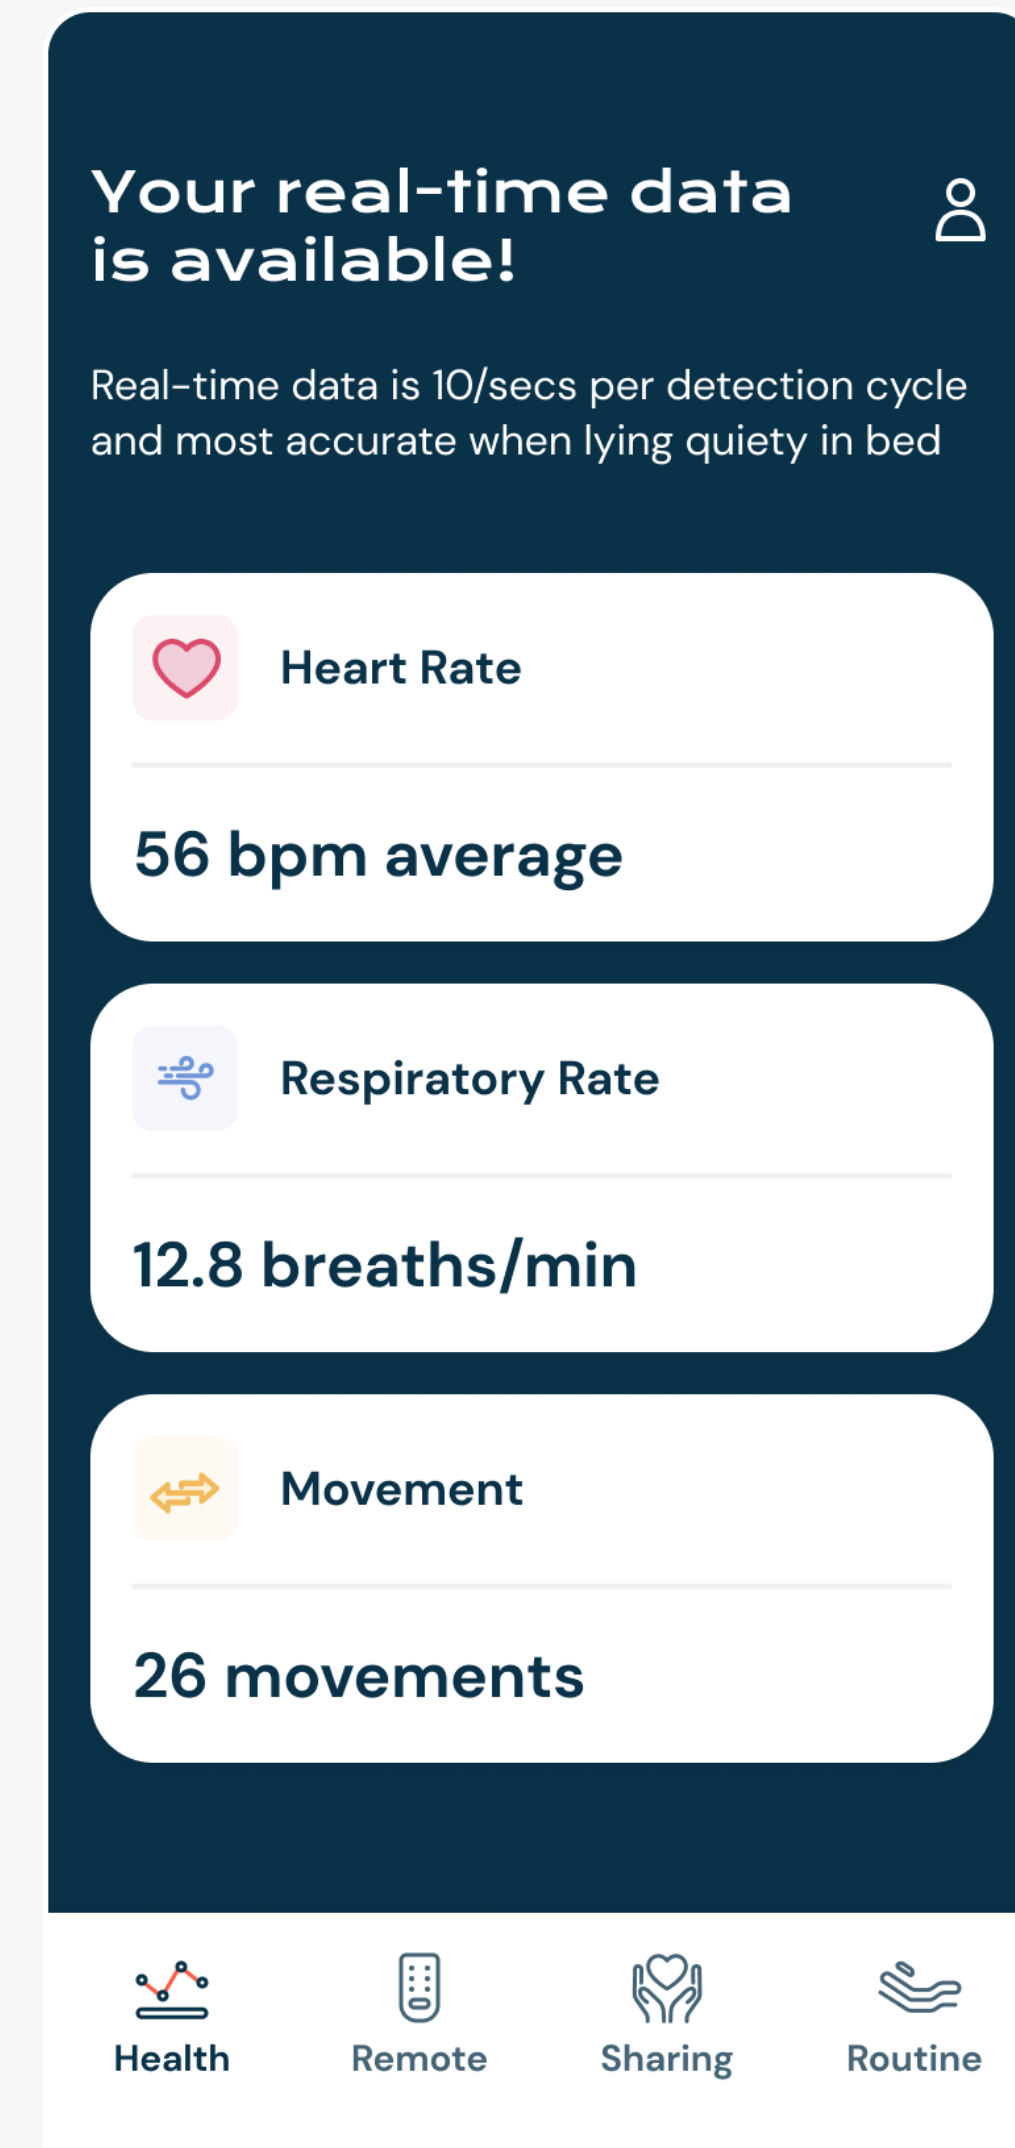 Your real-time data
is available!
Real-time data is 10/secs per detection cycle
and most accurate when lying quiety in bed
Heart Rate
56 bpm average
Respiratory Rate
12.8 breaths/min
Movement
26 movements
Health Remote Sharing Routine